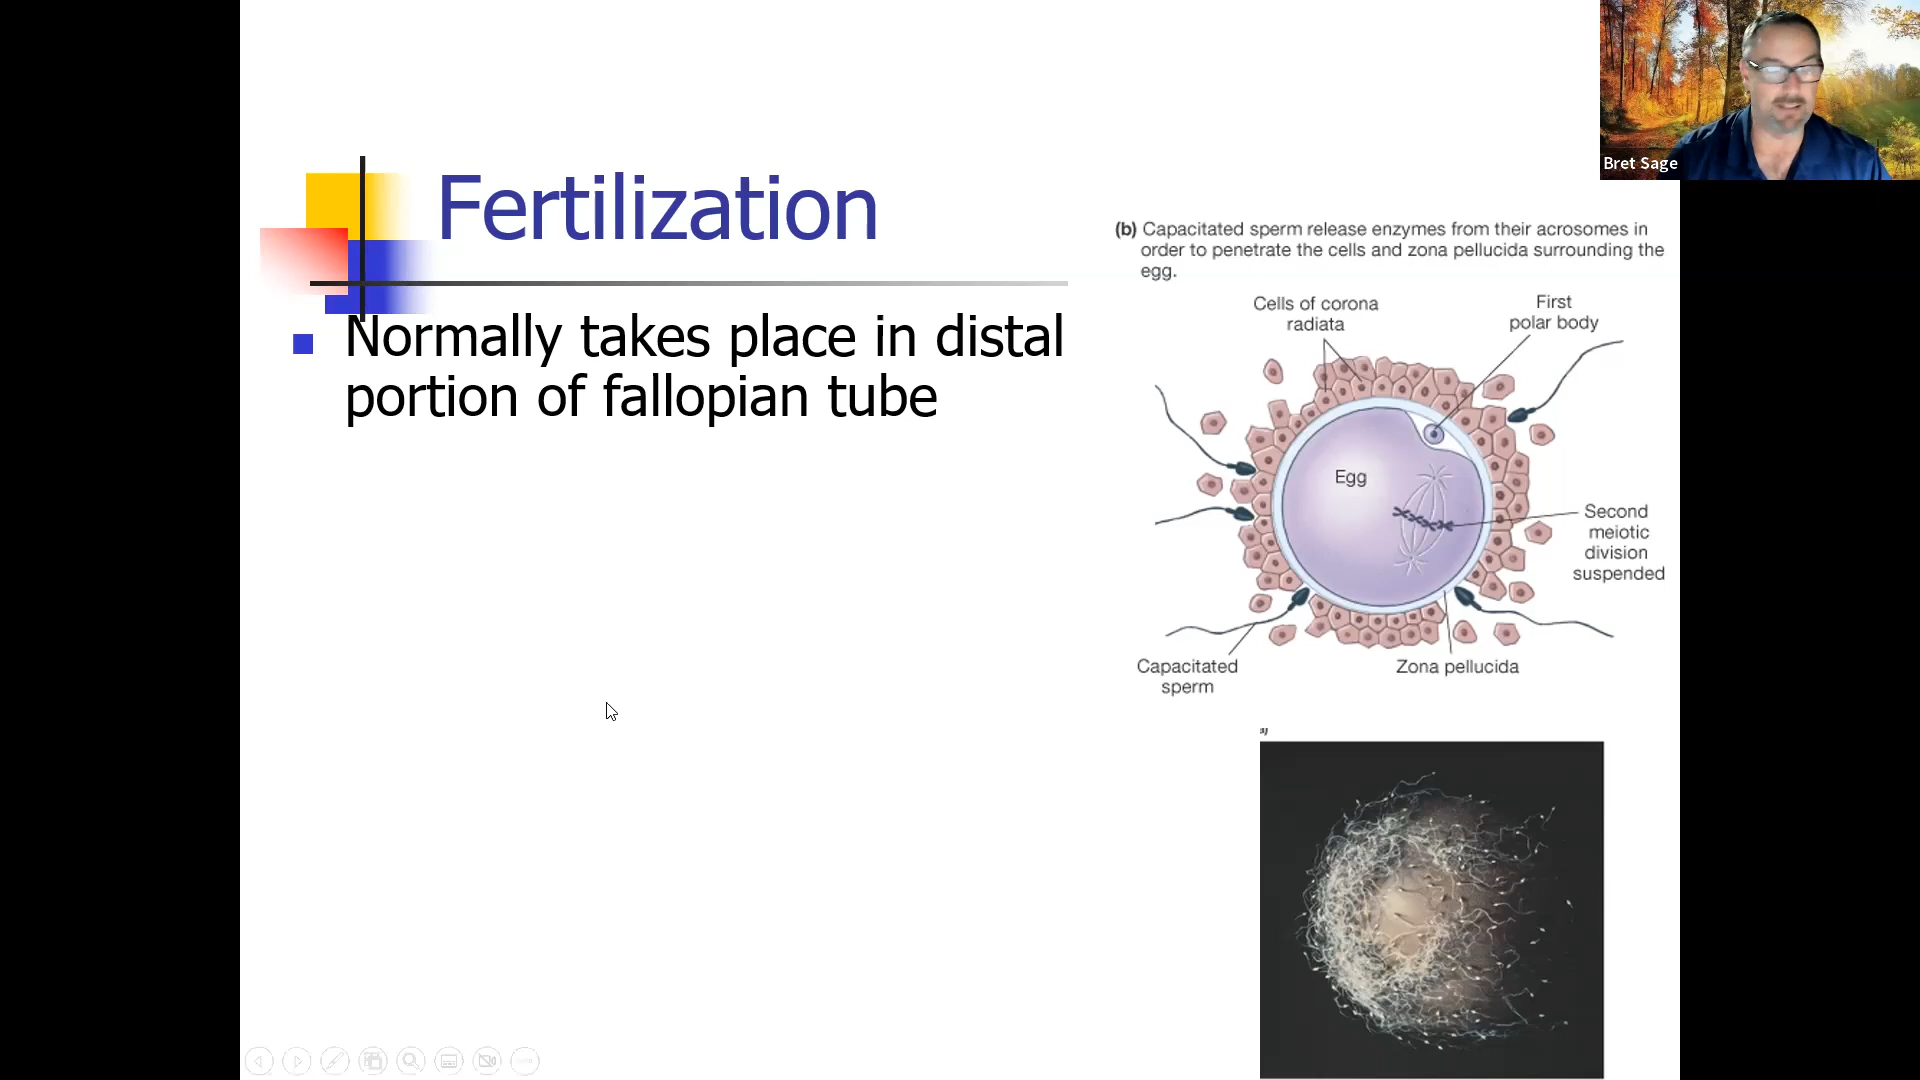 Bret Sage
Fertilization
Normally takes place in distal
portion of fallopian tube
(b) Capacitated sperm release enzymes from their acrosomes in
order to penetrate the cells and zona pellucida surrounding the
egg.
Cells of corona
radiata
First
polar body
Egg
Second
meiotic
division
suspended
Capacitated
sperm
Zona pellucida